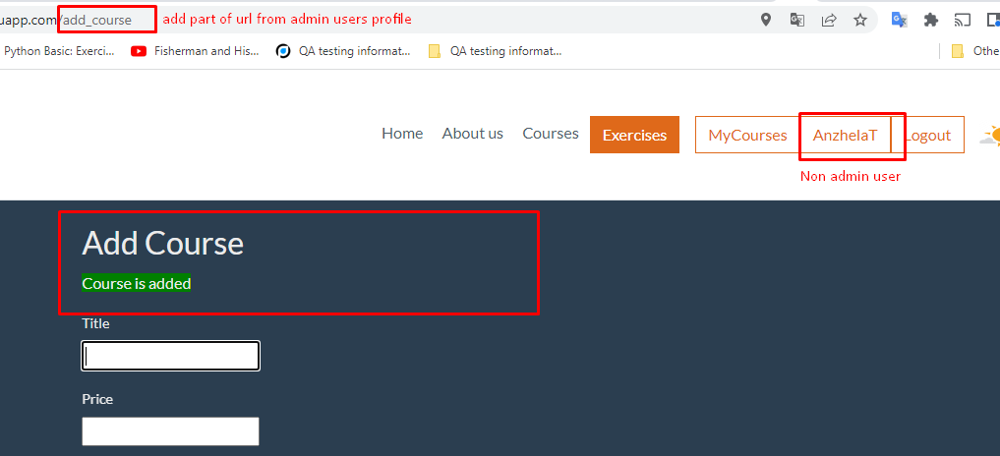 uapp.com/add_course add part of url from admin users profile
Python Basic: Exerci... Fisherman and His... QA testing informat... QA testing informat... Othe
Home About us Courses Exercises MyCourses AnzhelaT Logout
Non admin user
Add Course
Course is added
Title
Price